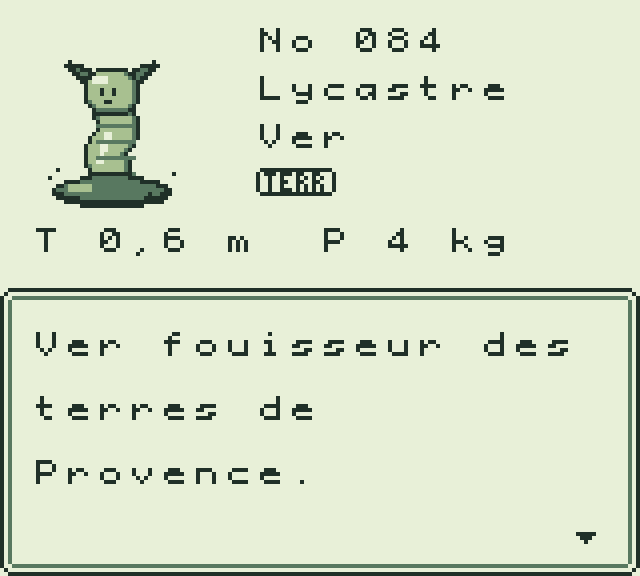 No 084
Lycastre
Ver
TERR
T 0,6 m P 4 kg
Ver fouisseur des
terres de
Provence.